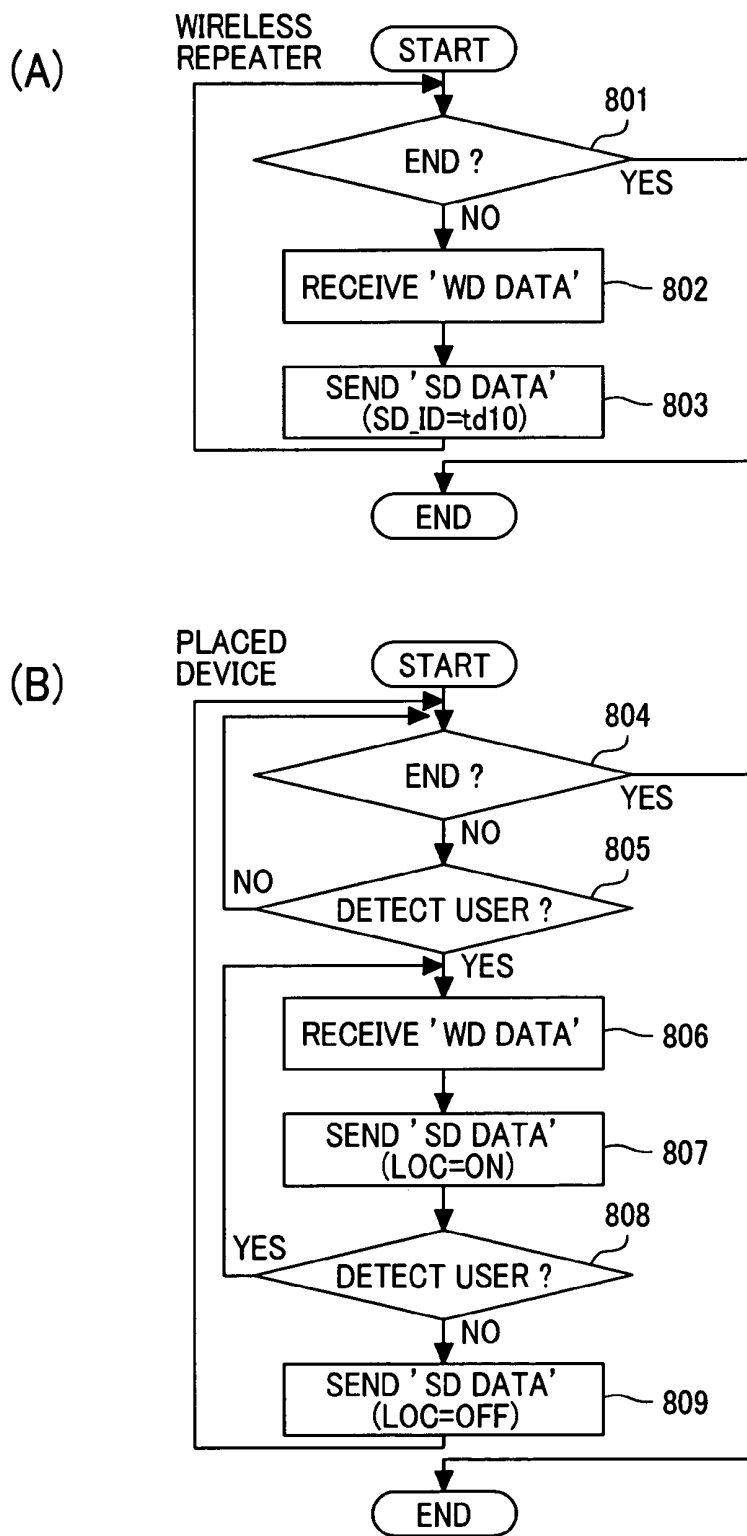 (A)
WIRELESS
REPEATER
START
801
END ?
YES
NO
RECEIVE 'WD DATA'
802
SEND 'SD DATA'
(SD_ID=td10)
803
END
(B)
PLACED
DEVICE
START
804
END ?
YES
NO
805
NO
DETECT USER ?
YES
RECEIVE 'WD DATA'
806
SEND 'SD DATA'
(LOC=ON)
807
808
YES
DETECT USER ?
NO
SEND 'SD DATA'
(LOC=OFF)
809
END